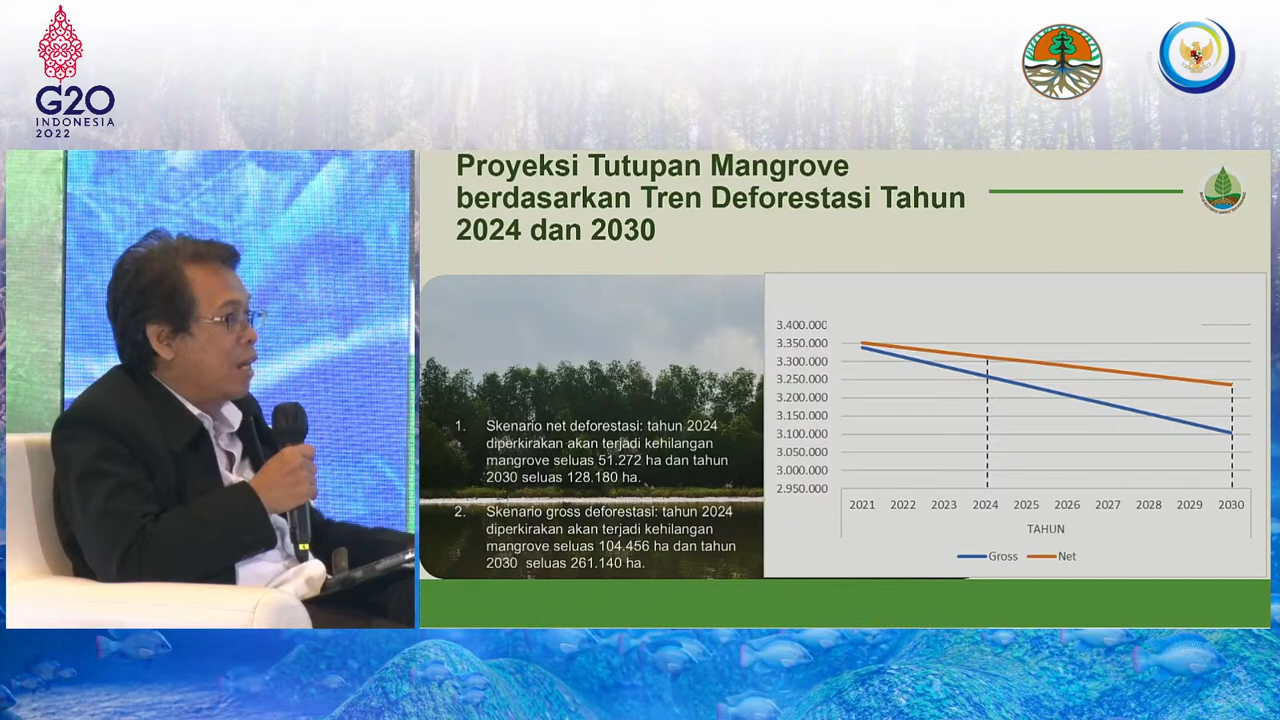 G20
INDONESIA
2022
Proyeksi Tutupan Mangrove
berdasarkan Tren Deforestasi Tahun
2024 dan 2030
1. Skenario net deforestasi: tahun 2024
diperkirakan akan terjadi kehilangan
mangrove seluas 51.272 ha dan tahun
2030 seluas 128.180 ha.
2. Skenario gross deforestasi: tahun 2024
diperkirakan akan terjadi kehilangan
mangrove seluas 104.456 ha dan tahun
2030 seluas 261.140 ha.
3.400.000
3.350.000
3.300.000
3.250.000
3.200.000
3.150.000
3.100.000
3.050.000
3.000.000
2.950.000
2021 2022 2023 2024 2025 2026 2027 2028 2029 2030
TAHUN
Gross Net